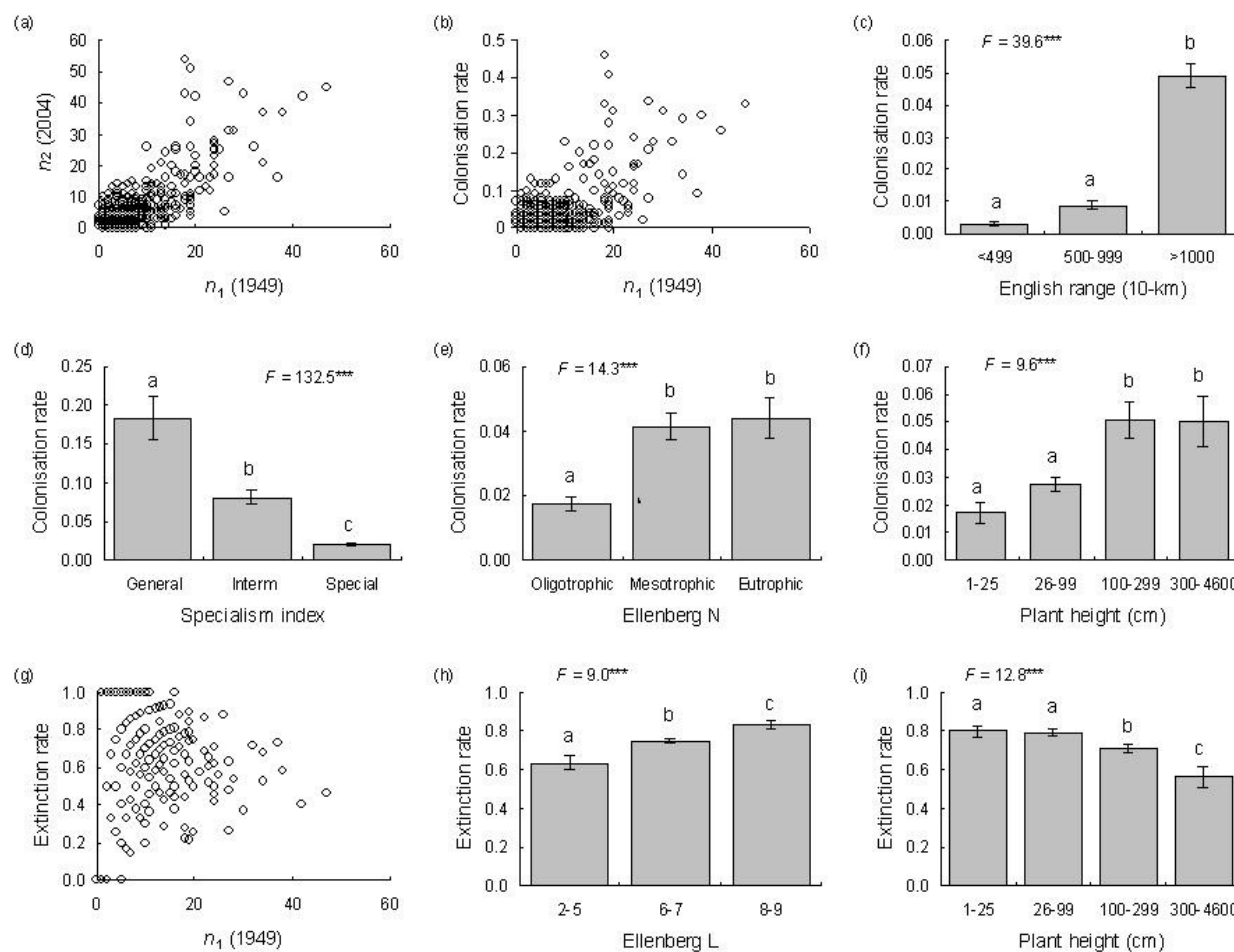 (a)
60
50
40
30
20
10
0
n₂ (2004)
0 20 40 60
n₁ (1949)
(b)
0.5
0.4
0.3
0.2
0.1
0
Colonisation rate
0 20 40 60
n₁ (1949)
(c)
F = 39.6***
0.06
0.05
0.04
0.03
0.02
0.01
0.00
Colonisation rate
a a b
<499 500-999 >1000
English range (10-km)
(d)
F = 132.5***
0.25
0.20
0.15
0.10
0.05
0.00
Colonisation rate
a b c
General Interm Special
Specialism index
(e)
F = 14.3***
0.06
0.04
0.02
0.00
Colonisation rate
a b b
Oligotrophic Mesotrophic Eutrophic
Ellenberg N
(f)
F = 9.6***
0.07
0.06
0.05
0.04
0.03
0.02
0.01
0.00
Colonisation rate
a a b b
1-25 26-99 100-299 300-4600
Plant height (cm)
(g)
1.0
0.8
0.6
0.4
0.2
0.0
Extinction rate
0 20 40 60
n₁ (1949)
(h)
F = 9.0***
1.0
0.8
0.6
0.4
0.2
0.0
Extinction rate
a b c
2-5 6-7 8-9
Ellenberg L
(i)
F = 12.8***
1.0
0.8
0.6
0.4
0.2
0.0
Extinction rate
a a b c
1-25 26-99 100-299 300-4600
Plant height (cm)